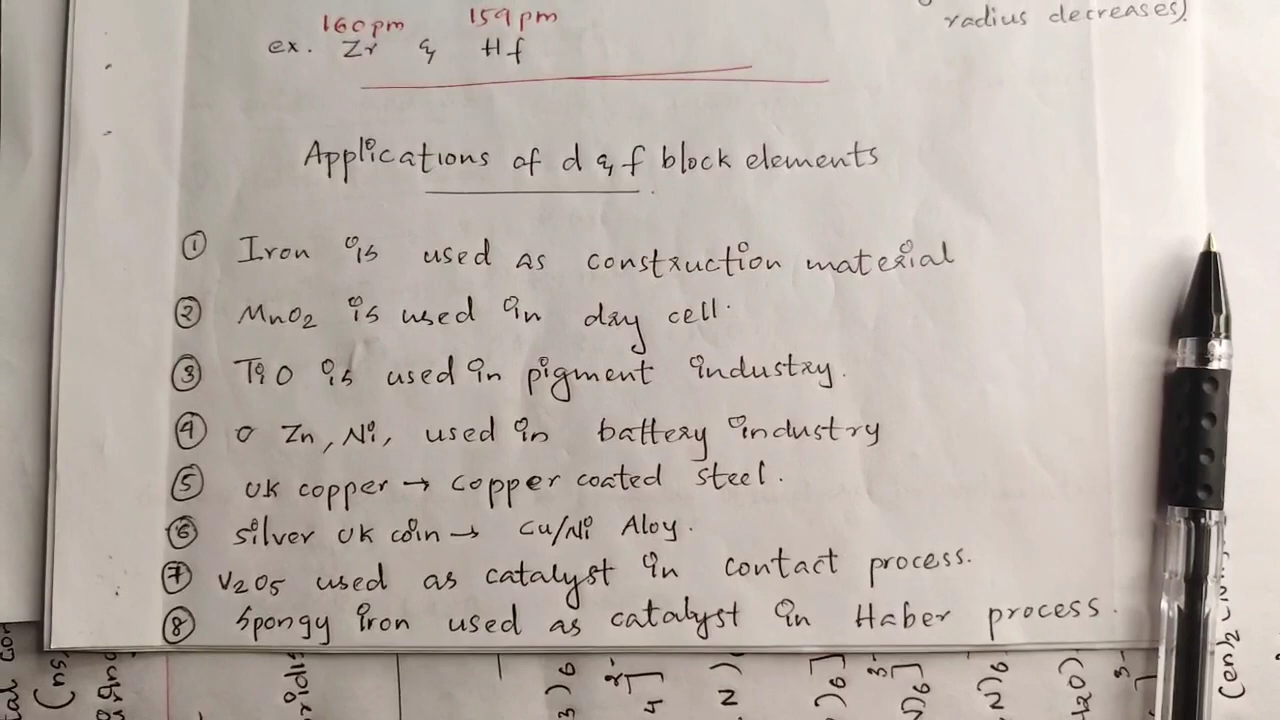 160pm 159pm
radius decreases)
ex. Zr & Hf
Applications of d & f block elements
① Iron is used as construction material
② MnO2 is used in dry cell.
③ TiO is used in pigment industry.
④ Zn, Ni, used in battery industry
⑤ UK copper → copper coated steel.
⑥ silver UK coin → Cu/Ni Aloy.
⑦ V2O5 used as catalyst in contact process.
⑧ Spongy iron used as catalyst in Haber process.